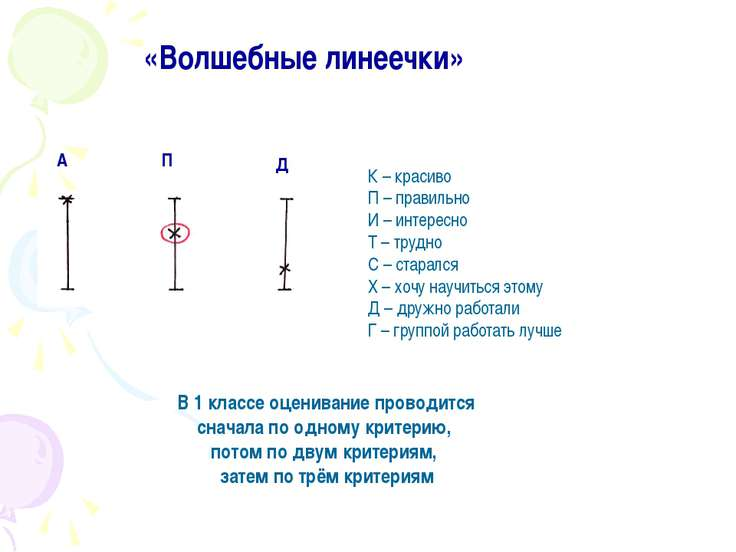 «Волшебные линеечки»
А П Д
К – красиво
П – правильно
И – интересно
Т – трудно
С – старался
Х – хочу научиться этому
Д – дружно работали
Г – группой работать лучше
В 1 классе оценивание проводится
сначала по одному критерию,
потом по двум критериям,
затем по трём критериям